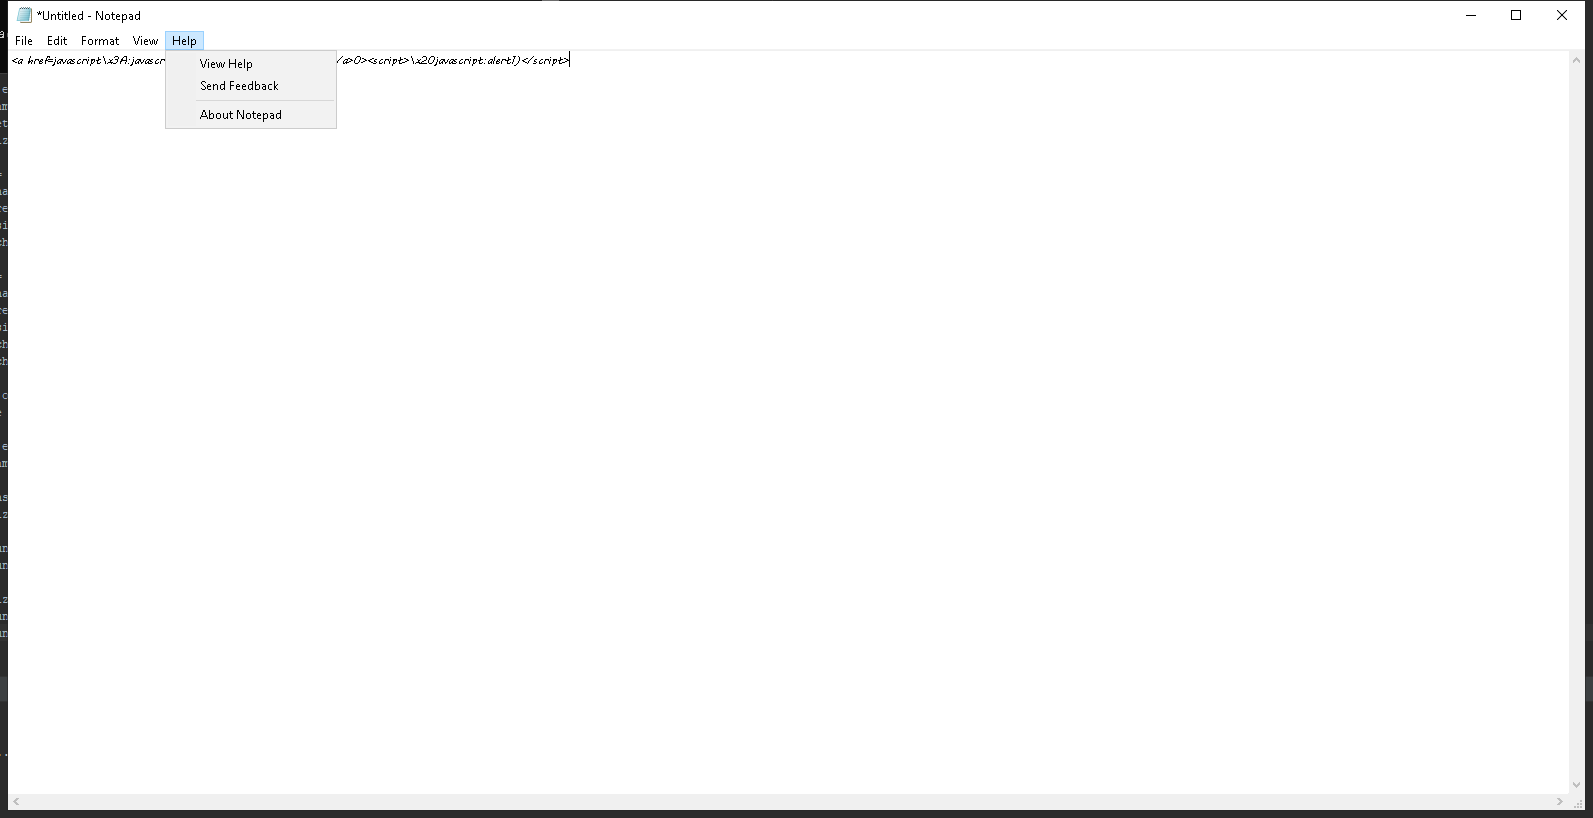 *Untitled - Notepad
File Edit Format View Help
<a href=javascript\x3A:javascr /a>0><script>\x20javascript:alert1)</script>
View Help
Send Feedback
About Notepad